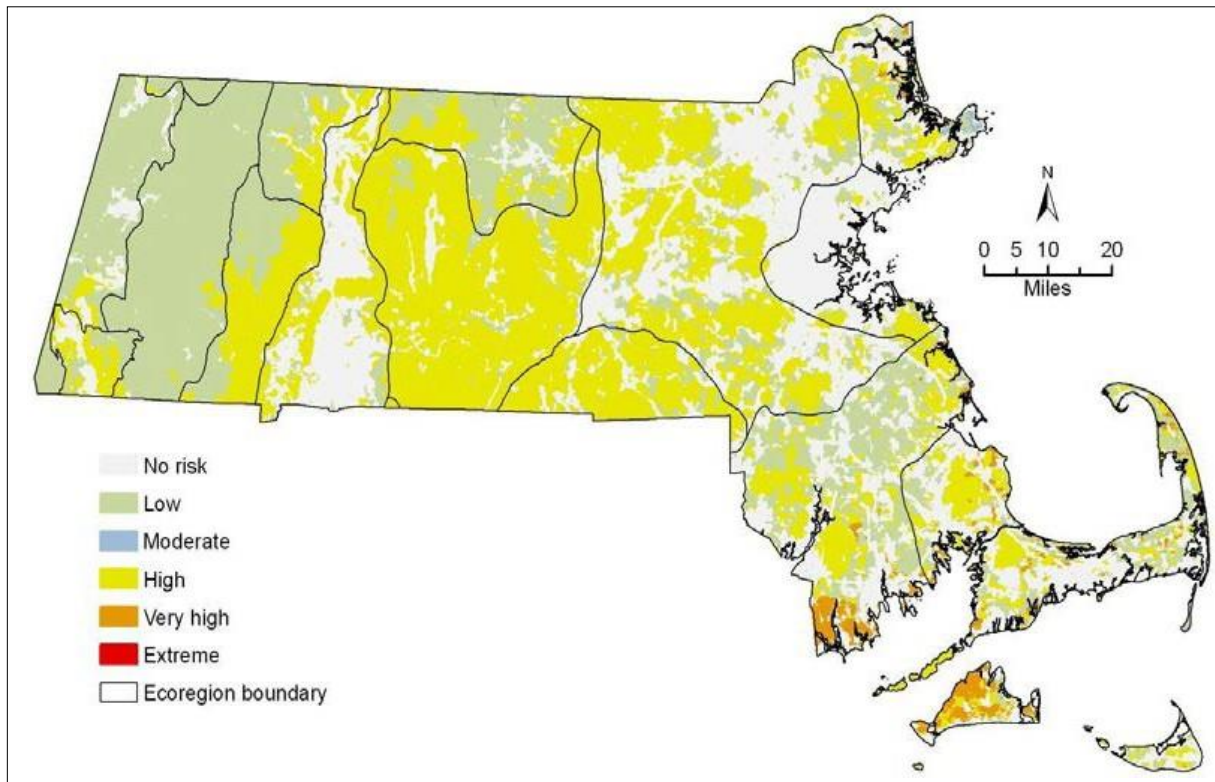 N
0 5 10 20
Miles
No risk
Low
Moderate
High
Very high
Extreme
Ecoregion boundary